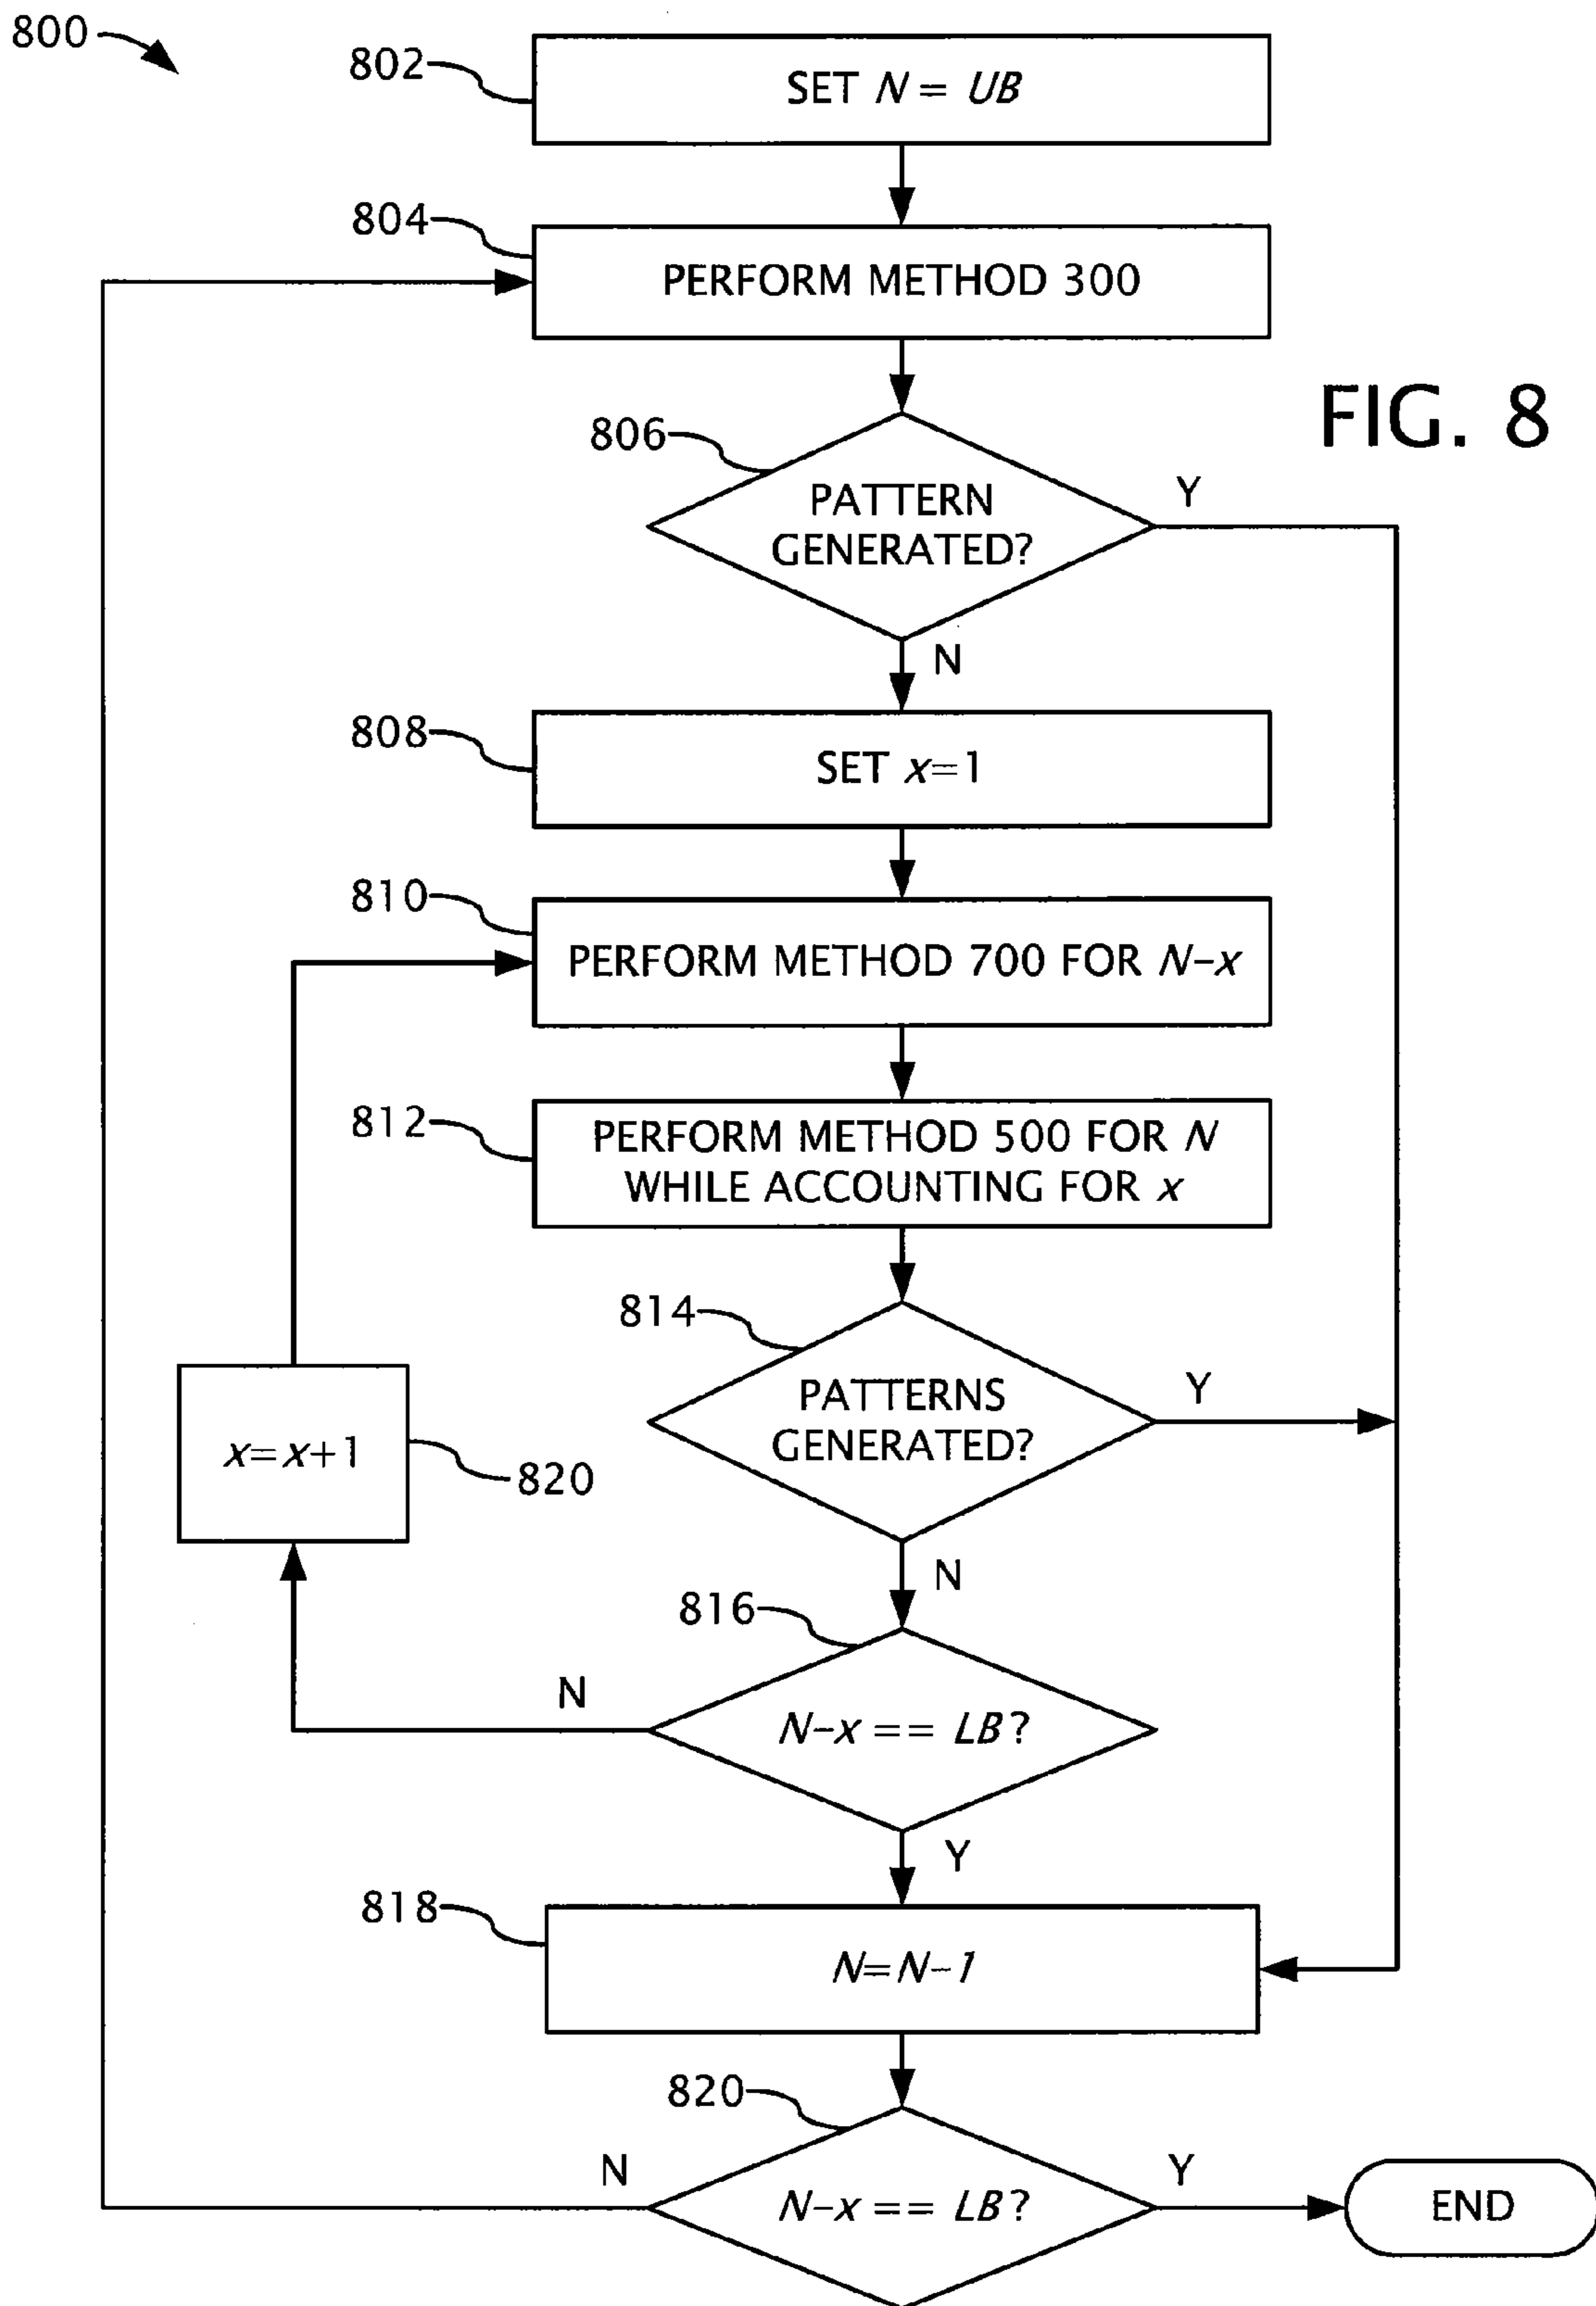 800
802
SET N = UB
804
PERFORM METHOD 300
FIG. 8
806
PATTERN
GENERATED?
Y
N
808
SET x=1
810
PERFORM METHOD 700 FOR N-x
812
PERFORM METHOD 500 FOR N
WHILE ACCOUNTING FOR x
814
PATTERNS
GENERATED?
Y
x=x+1
820
N
816
N
N-x == LB?
Y
818
N=N-1
820
N
N-x == LB?
Y
END